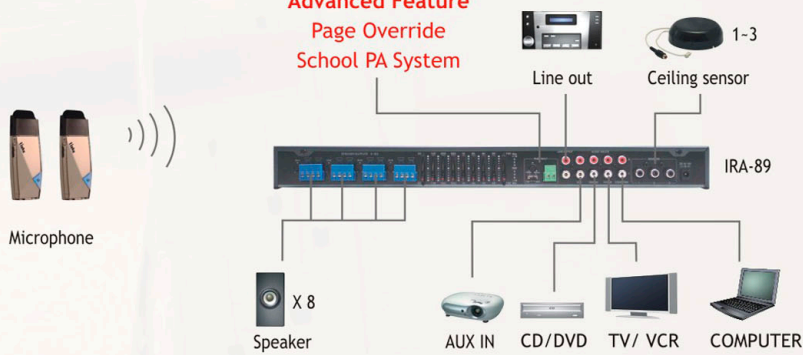 Advanced Feature
Page Override
School PA System
Line out
1~3
Ceiling sensor
IRA-89
Microphone
X 8
Speaker
AUX IN
CD/DVD
TV/ VCR
COMPUTER